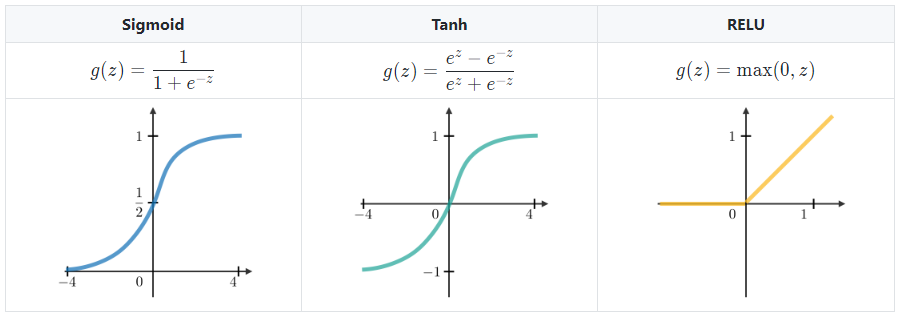 Sigmoid Tanh RELU
g(z) = 1 / (1 + e^{-z}) g(z) = (e^z − e^{-z}) / (e^z + e^{-z}) g(z) = max(0, z)
1 1 1
1/2
−4 0 4 −4 0 4 0 1
−1